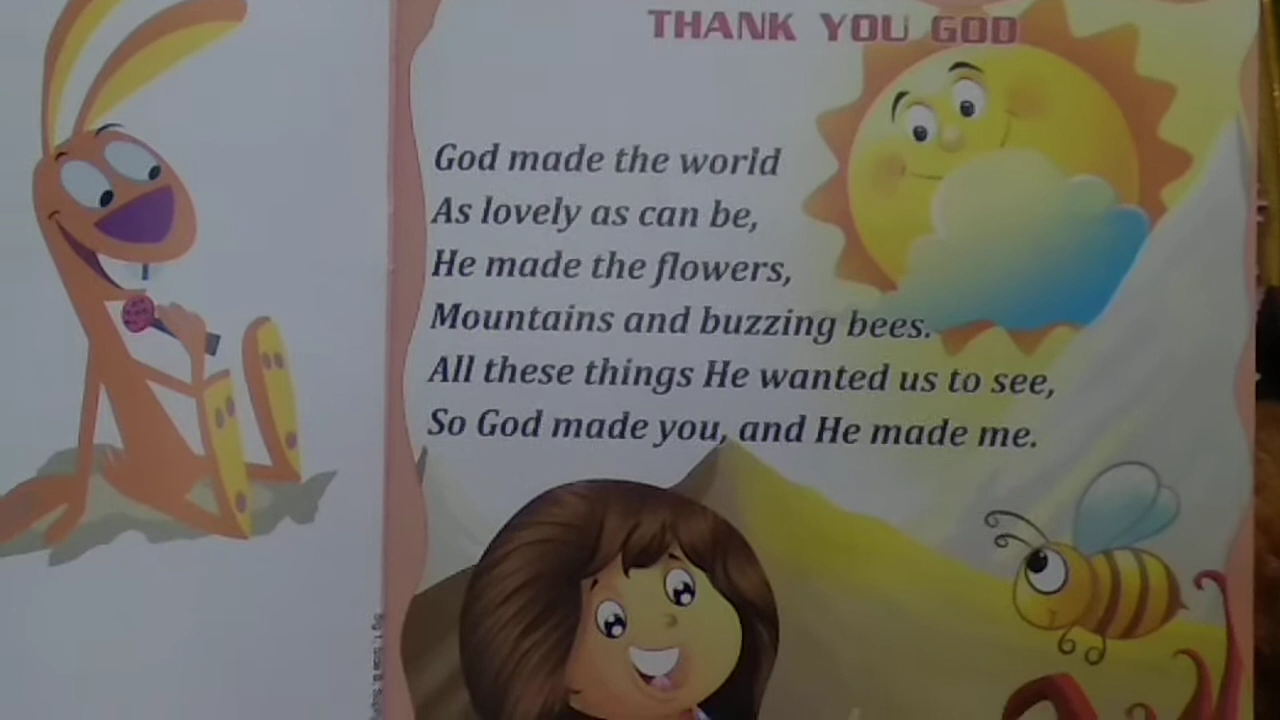 THANK YOU GOD
God made the world
As lovely as can be,
He made the flowers,
Mountains and buzzing bees.
All these things He wanted us to see,
So God made you, and He made me.